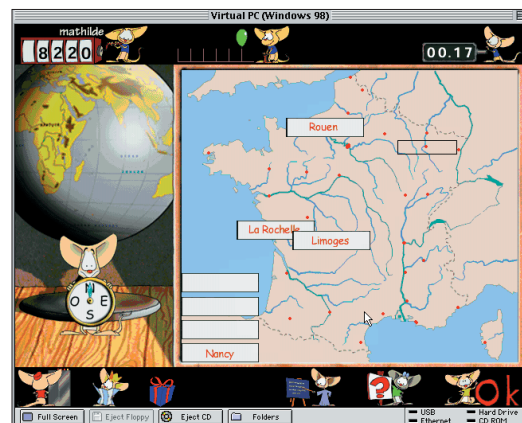 Virtual PC (Windows 98)
mathilde
8220
00.17
Rouen
La Rochelle
Limoges
Nancy
N
O E
S
Ok
Full Screen
Eject Floppy
Eject CD
Folders
USB
Hard Drive
Ethernet
CD ROM